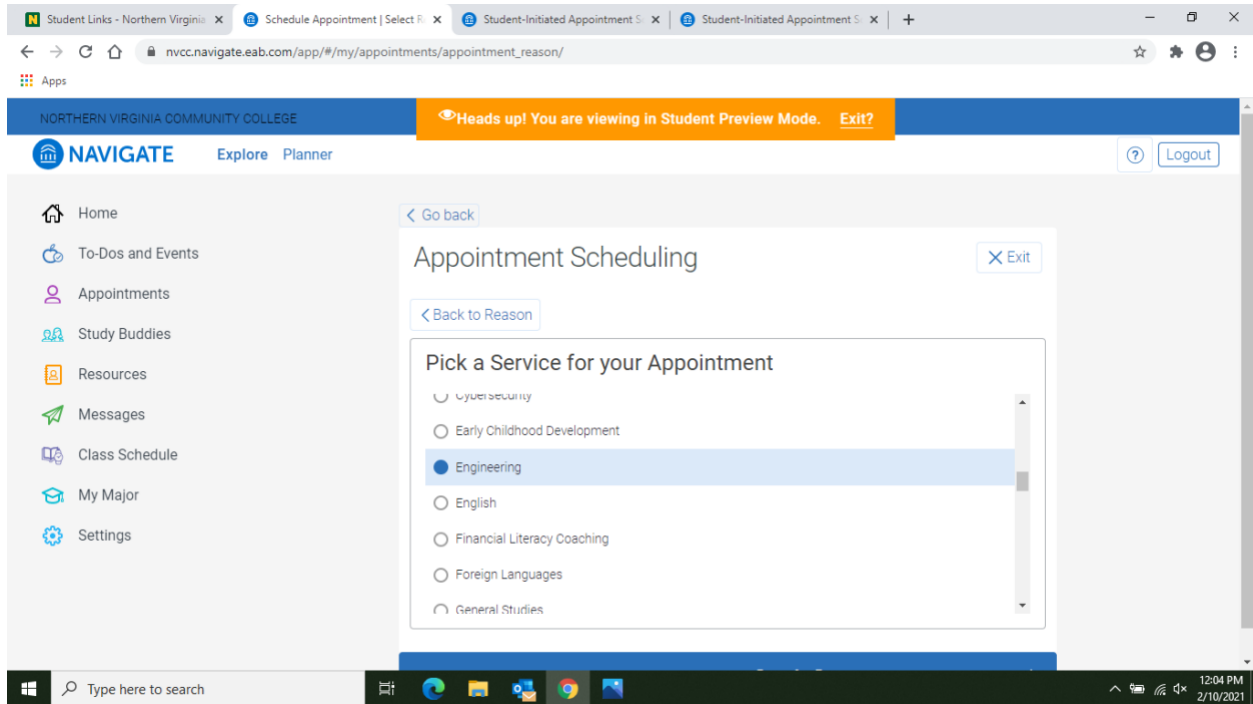 Student Links - Northern Virginia
Schedule Appointment | Select R
Student-Initiated Appointment S
Student-Initiated Appointment S
nvcc.navigate.eab.com/app/#/my/appointments/appointment_reason/
Apps
NORTHERN VIRGINIA COMMUNITY COLLEGE
Heads up! You are viewing in Student Preview Mode. Exit?
NAVIGATE Explore Planner
Logout
Home
To-Dos and Events
Appointments
Study Buddies
Resources
Messages
Class Schedule
My Major
Settings
Go back
Appointment Scheduling
Exit
Back to Reason
Pick a Service for your Appointment
Cybersecurity
Early Childhood Development
Engineering
English
Financial Literacy Coaching
Foreign Languages
General Studies
Type here to search
12:04 PM
2/10/2021